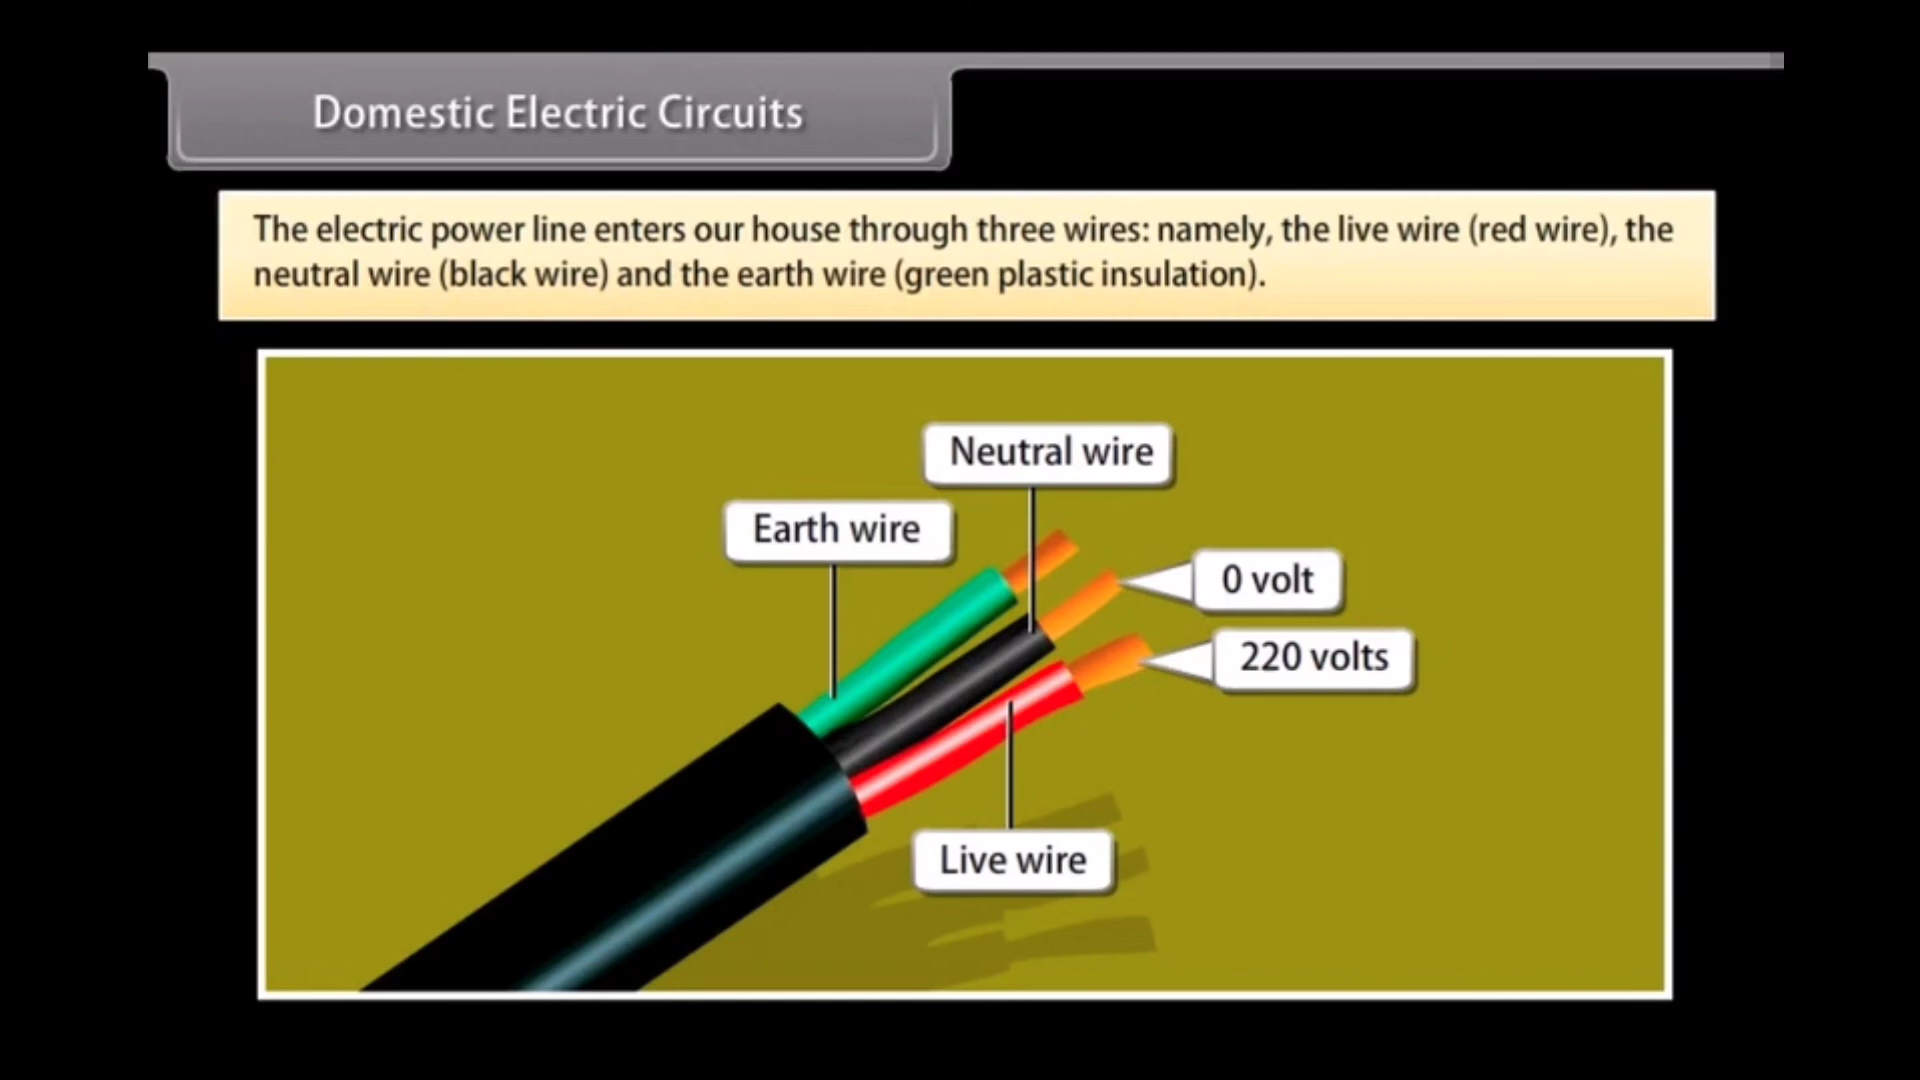 Domestic Electric Circuits
The electric power line enters our house through three wires: namely, the live wire (red wire), the
neutral wire (black wire) and the earth wire (green plastic insulation).
Neutral wire
Earth wire
0 volt
220 volts
Live wire